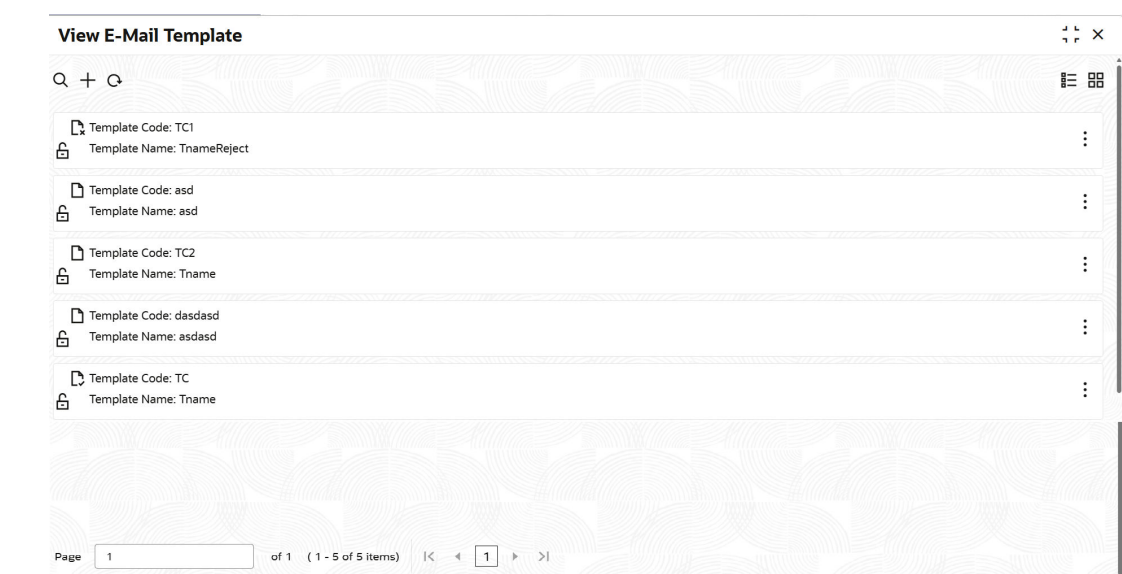 View E-Mail Template
Template Code: TC1
Template Name: TnameReject
Template Code: asd
Template Name: asd
Template Code: TC2
Template Name: Tname
Template Code: dasdasd
Template Name: asdasd
Template Code: TC
Template Name: Tname
Page 1 of 1 ( 1 - 5 of 5 items) 1